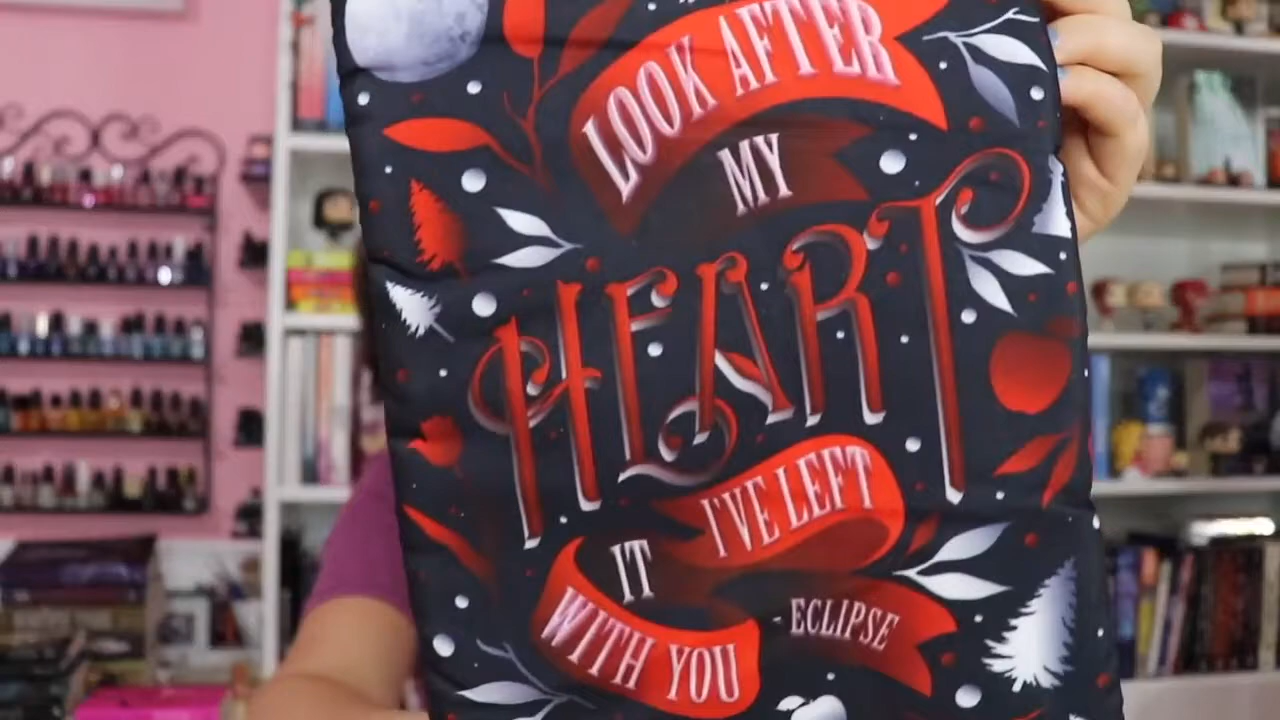 LOOK AFTER
MY
HEART
I'VE LEFT
IT
WITH YOU
- ECLIPSE